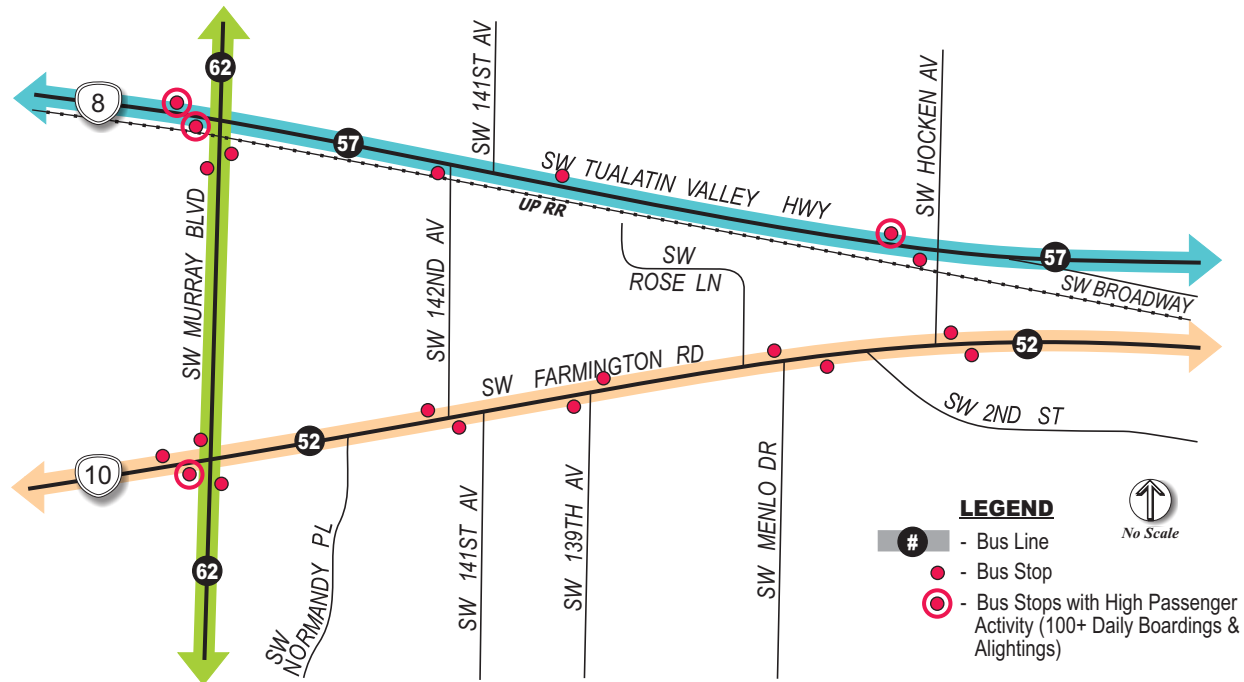 62
8
57
SW 141ST AV
SW HOCKEN AV
SW TUALATIN VALLEY HWY
UP RR
SW MURRAY BLVD
SW 142ND AV
SW
ROSE LN
57
SW BROADWAY
SW FARMINGTON RD
52
SW 2ND ST
52
10
62
SW
NORMANDY PL
SW 141ST AV
SW 139TH AV
SW MENLO DR
LEGEND
# - Bus Line
- Bus Stop
- Bus Stops with High Passenger
Activity (100+ Daily Boardings &
Alightings)
No Scale